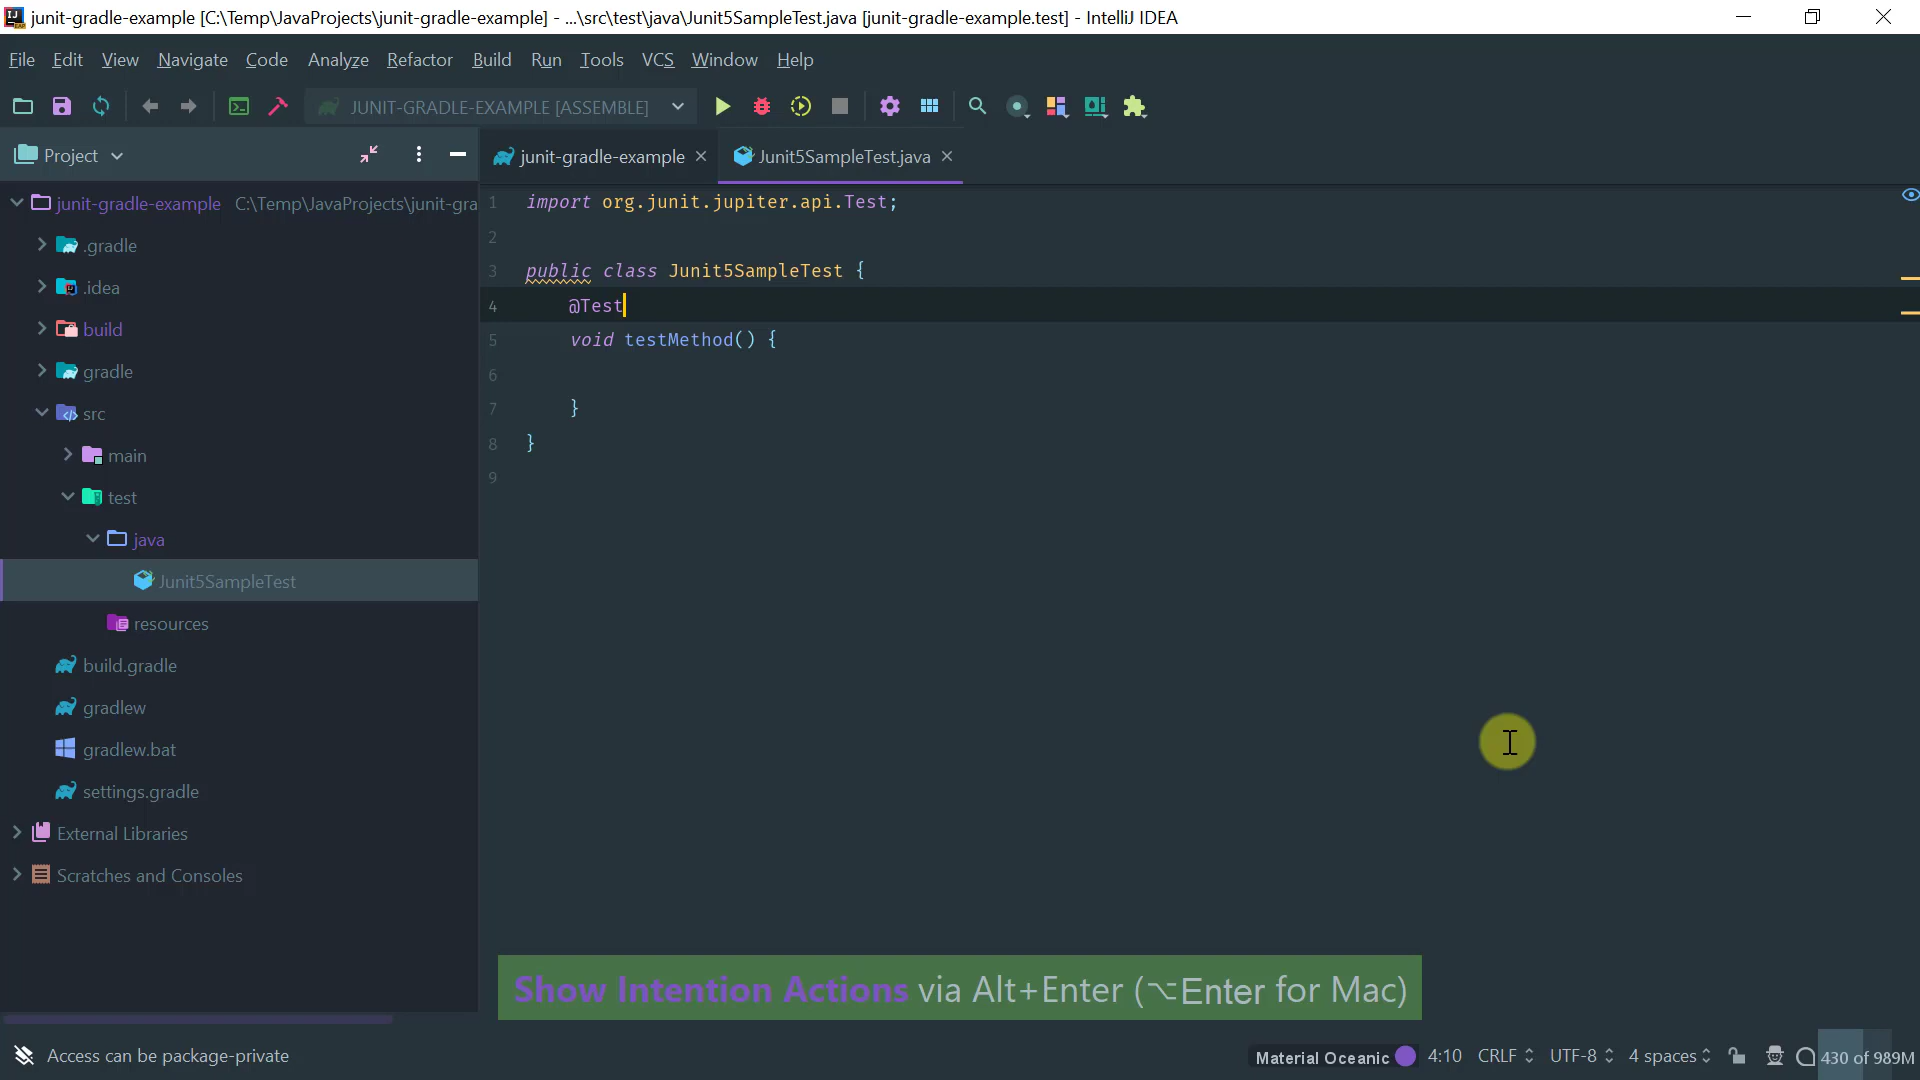 junit-gradle-example [C:\Temp\JavaProjects\junit-gradle-example] - ...\src\test\java\Junit5SampleTest.java [junit-gradle-example.test] - IntelliJ IDEA
File Edit View Navigate Code Analyze Refactor Build Run Tools VCS Window Help
JUNIT-GRADLE-EXAMPLE [ASSEMBLE]
Project
junit-gradle-example
Junit5SampleTest.java
junit-gradle-example C:\Temp\JavaProjects\junit-gra
.gradle
.idea
build
gradle
src
main
test
java
Junit5SampleTest
resources
build.gradle
gradlew
gradlew.bat
settings.gradle
External Libraries
Scratches and Consoles
1 import org.junit.jupiter.api.Test;
2
3 public class Junit5SampleTest {
4 @Test
5 void testMethod() {
6
7 }
8 }
9
Show Intention Actions via Alt+Enter (⌥Enter for Mac)
Access can be package-private
Material Oceanic 4:10 CRLF UTF-8 4 spaces 430 of 989M